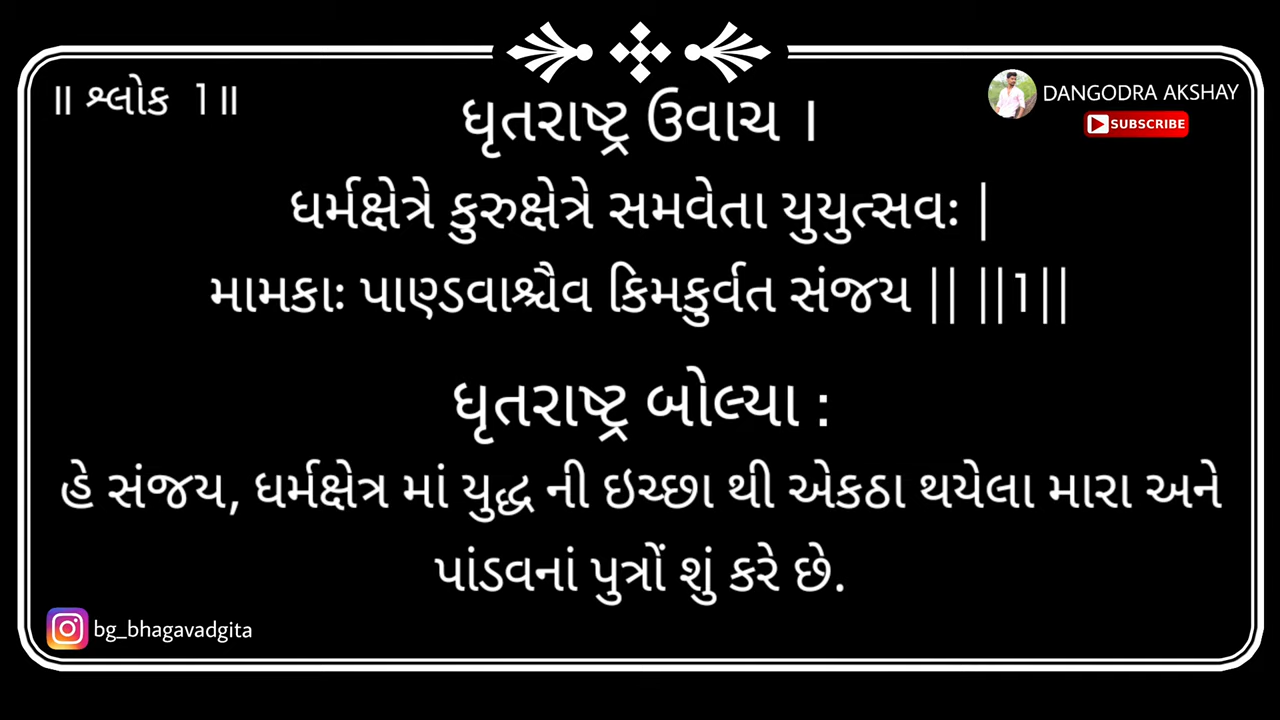 ॥ શ્લોક 1॥
DANGODRA AKSHAY
SUBSCRIBE
ધૃતરાષ્ટ્ર ઉવાચ ।
ધર્મક્ષેત્રે કુરુક્ષેત્રે સમવેતા યુયુત્સવઃ |
મામકાઃ પાણ્ડવાશ્ચૈવ કિમકુર્વત સંજય || ||1||
ધૃતરાષ્ટ્ર બોલ્યા :
હે સંજય, ધર્મક્ષેત્ર માં યુદ્ધ ની ઇચ્છા થી એકઠા થયેલા મારા અને
પાંડવનાં પુત્રોં શું કરે છે.
bg_bhagavadgita